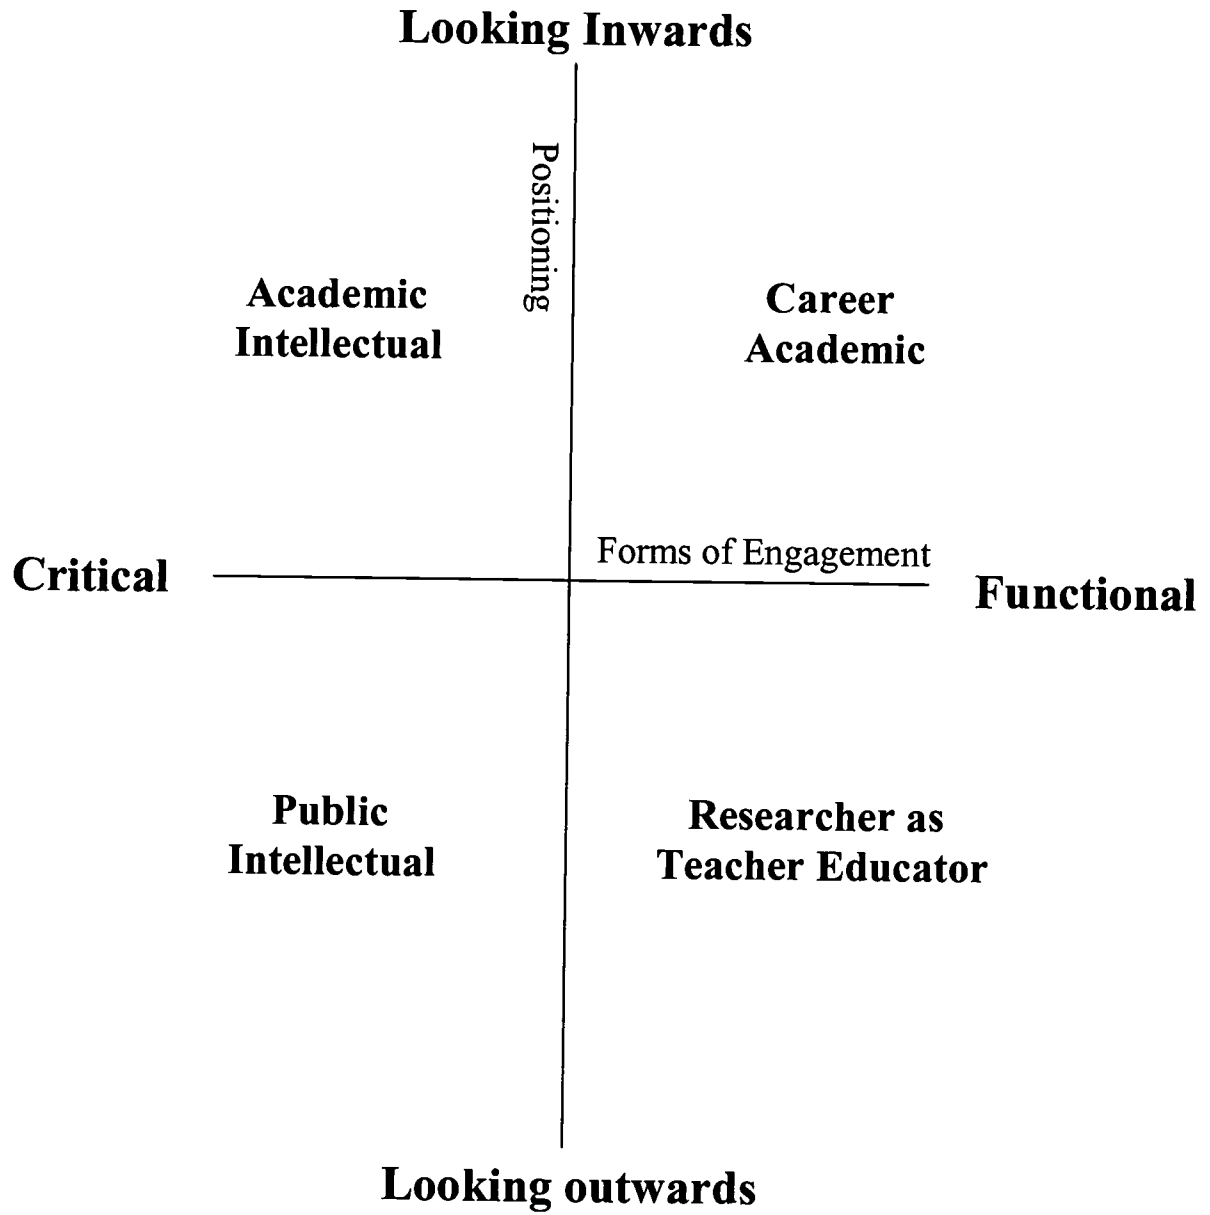 Looking Inwards
Positioning
Academic
Intellectual
Career
Academic
Forms of Engagement
Critical
Functional
Public
Intellectual
Researcher as
Teacher Educator
Looking outwards